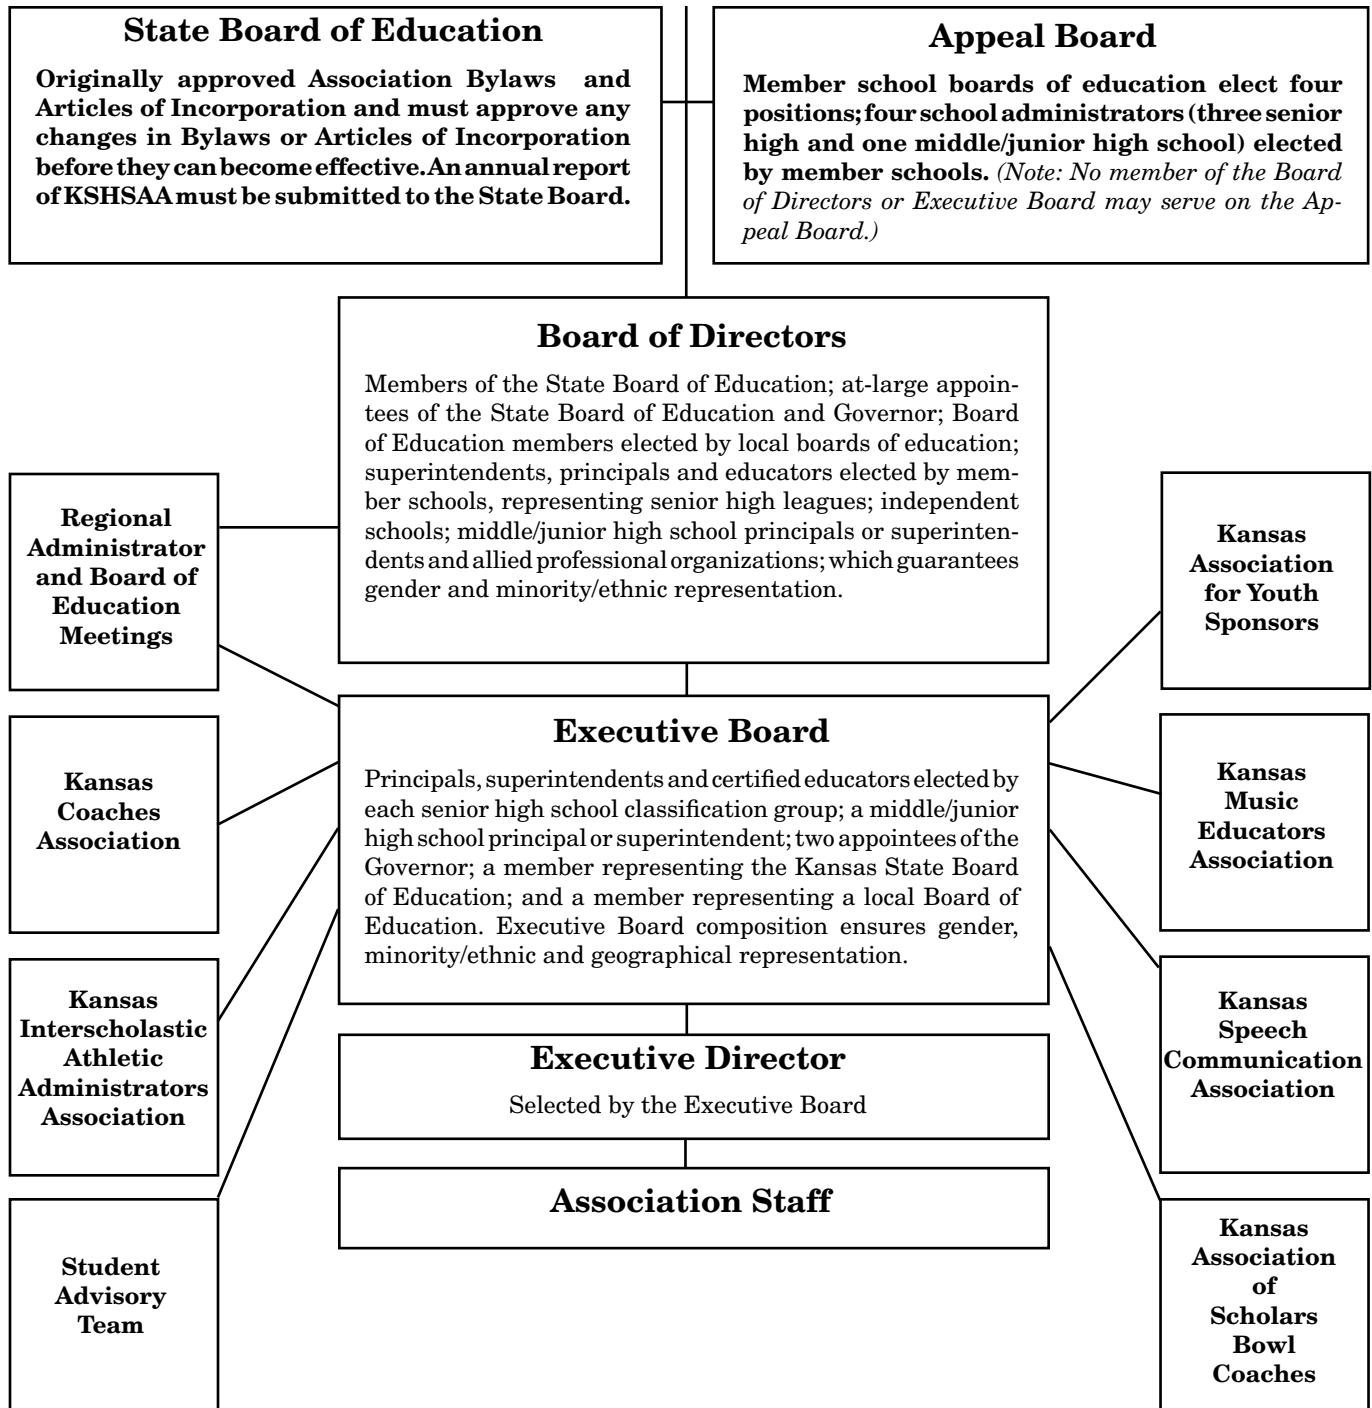 State Board of Education
Originally approved Association Bylaws and
Articles of Incorporation and must approve any
changes in Bylaws or Articles of Incorporation
before they can become effective. An annual report
of KSHSAA must be submitted to the State Board.
Appeal Board
Member school boards of education elect four
positions; four school administrators (three senior
high and one middle/junior high school) elected
by member schools. (Note: No member of the Board
of Directors or Executive Board may serve on the Ap-
peal Board.)
Board of Directors
Members of the State Board of Education; at-large appoin-
tees of the State Board of Education and Governor; Board
of Education members elected by local boards of education;
superintendents, principals and educators elected by mem-
ber schools, representing senior high leagues; independent
schools; middle/junior high school principals or superinten-
dents and allied professional organizations; which guarantees
gender and minority/ethnic representation.
Regional
Administrator
and Board of
Education
Meetings
Kansas
Association
for Youth
Sponsors
Executive Board
Principals, superintendents and certified educators elected by
each senior high school classification group; a middle/junior
high school principal or superintendent; two appointees of the
Governor; a member representing the Kansas State Board
of Education; and a member representing a local Board of
Education. Executive Board composition ensures gender,
minority/ethnic and geographical representation.
Kansas
Coaches
Association
Kansas
Music
Educators
Association
Kansas
Interscholastic
Athletic
Administrators
Association
Kansas
Speech
Communication
Association
Executive Director
Selected by the Executive Board
Association Staff
Student
Advisory
Team
Kansas
Association
of
Scholars
Bowl
Coaches